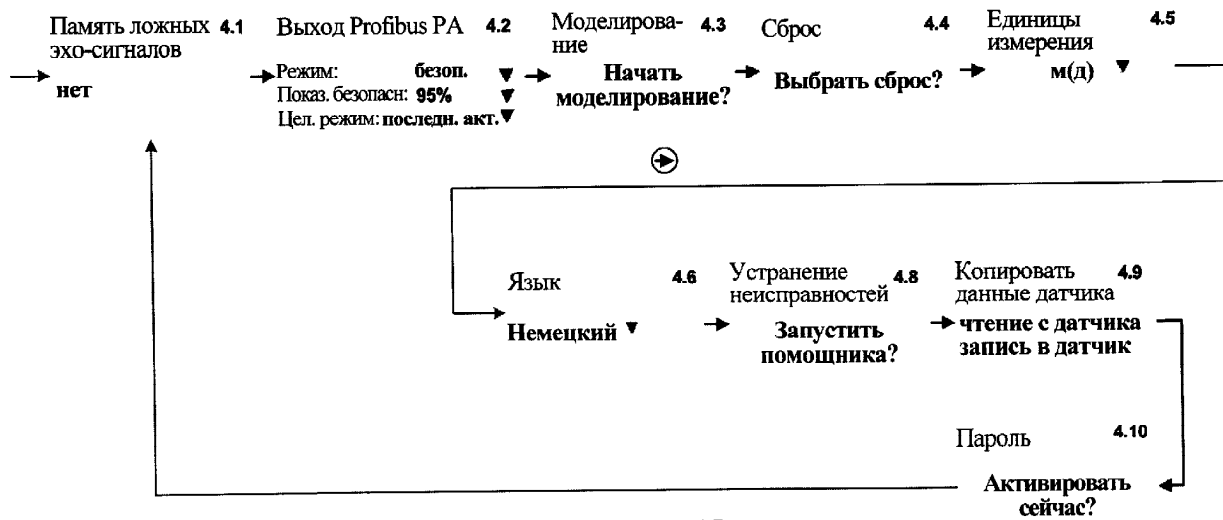 Память ложных 4.1
эхо-сигналов
нет
Выход Profibus PA 4.2
Режим: безоп.
Показ. безопасн: 95%
Цел. режим: последн. акт.
Моделирова- 4.3
ние
Начать
моделирование?
Сброс 4.4
Выбрать сброс?
Единицы 4.5
измерения
м(д)
Язык 4.6
Немецкий
Устранение 4.8
неисправностей
Запустить
помощника?
Копировать 4.9
данные датчика
чтение с датчика
запись в датчик
Пароль 4.10
Активировать
сейчас?